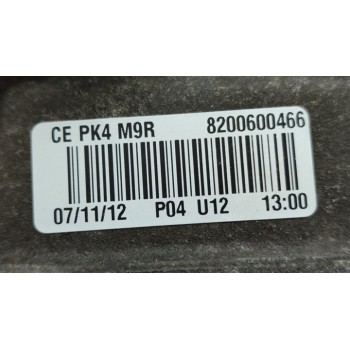 CE PK4 M9R 8200600466
07/11/12 P04 U12 13:00